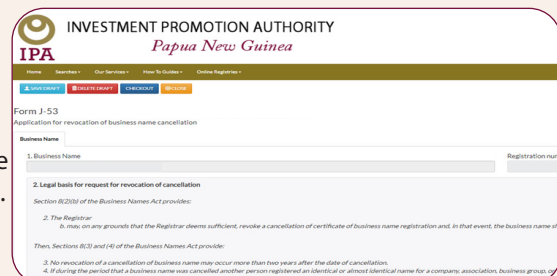 INVESTMENT PROMOTION AUTHORITY
Papua New Guinea
IPA
Home Searches Our Services How To Guides Online Registries
SAVE DRAFT DELETE DRAFT CHECKOUT CLOSE
Form J-53
Application for revocation of business name cancellation
Business Name
1. Business Name Registration num
2. Legal basis for request for revocation of cancellation
e
.
Section 8(2)(b) of the Business Names Act provides:
2. The Registrar
b. may, on any grounds that the Registrar deems sufficient, revoke a cancellation of certificate of business name registration and, in that event, the business name sh
Then, Sections 8(3) and (4) of the Business Names Act provide:
3. No revocation of a cancellation of business name may occur more than two years after the date of cancellation.
4. If during the period that a business name was cancelled another person registered an identical or almost identical name for a company, association, business group, or